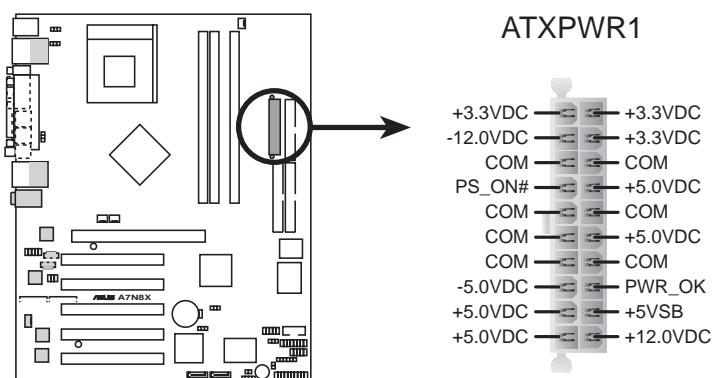 ATXPWR1
+3.3VDC +3.3VDC
-12.0VDC +3.3VDC
COM COM
PS_ON# +5.0VDC
COM COM
COM +5.0VDC
COM COM
-5.0VDC PWR_OK
+5.0VDC +5VSB
+5.0VDC +12.0VDC
ASUS A7N8X